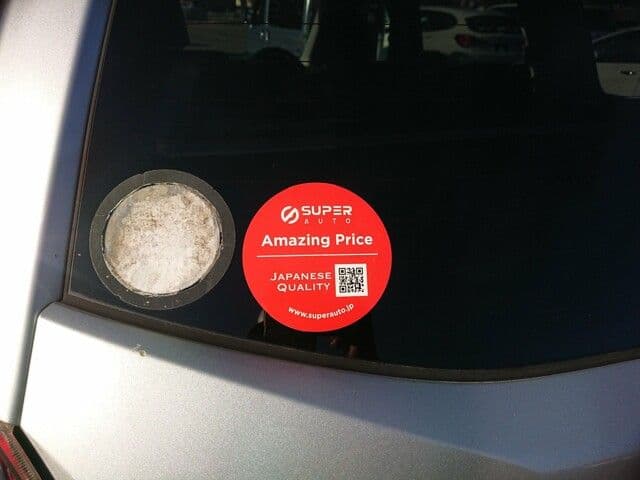 SUPER
AUTO
Amazing Price
JAPANESE
QUALITY
www.superauto.jp